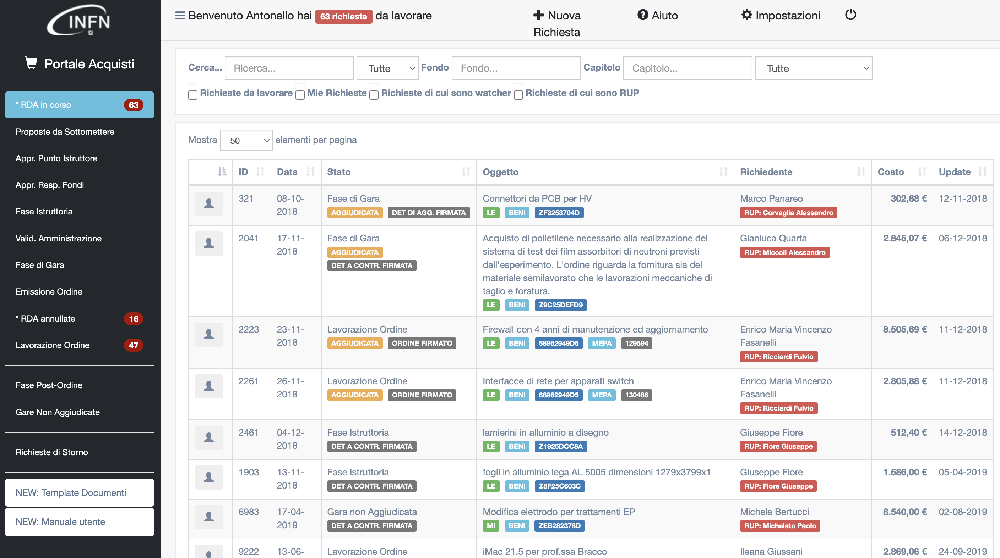 INFN
SI
Portale Acquisti
* RDA in corso 63
Proposte da Sottomettere
Appr. Punto Istruttore
Appr. Resp. Fondi
Fase Istruttoria
Valid. Amministrazione
Fase di Gara
Emissione Ordine
* RDA annullate 16
Lavorazione Ordine 47
Fase Post-Ordine
Gare Non Aggiudicate
Richieste di Storno
NEW: Template Documenti
NEW: Manuale utente
Benvenuto Antonello hai 63 richieste da lavorare
Nuova
Richiesta
Aiuto
Impostazioni
Cerca... Ricerca... Tutte Fondo Fondo... Capitolo Capitolo... Tutte
Richieste da lavorare Mie Richieste Richieste di cui sono watcher Richieste di cui sono RUP
Mostra 50 elementi per pagina
ID Data Stato Oggetto Richiedente Costo Update
321 08-10- Fase di Gara Connettori da PCB per HV Marco Panareo 302,68 € 12-11-2018
2018 AGGIUDICATA DET DI AGG. FIRMATA LE BENI ZF3253704D RUP: Corvaglia Alessandro
2041 17-11- Fase di Gara Acquisto di polietilene necessario alla realizzazione del Gianluca Quarta 2.845,07 € 06-12-2018
2018 AGGIUDICATA sistema di test dei film assorbitori di neutroni previsti RUP: Miccoli Alessandro
DET A CONTR. FIRMATA dall'esperimento. L'ordine riguarda la fornitura sia del
materiale semilavorato che le lavorazioni meccaniche di
taglio e foratura.
LE BENI Z9C25DEFD9
2223 23-11- Lavorazione Ordine Firewall con 4 anni di manutenzione ed aggiornamento Enrico Maria Vincenzo 8.505,69 € 11-12-2018
2018 AGGIUDICATA ORDINE FIRMATO LE BENI 68962949D5 MEPA 129594 Fasanelli
RUP: Ricciardi Fulvio
2261 26-11- Lavorazione Ordine Interfacce di rete per apparati switch Enrico Maria Vincenzo 2.805,88 € 11-12-2018
2018 AGGIUDICATA ORDINE FIRMATO LE BENI 68962949D5 MEPA 130486 Fasanelli
RUP: Ricciardi Fulvio
2461 04-12- Fase Istruttoria lamierini in alluminio a disegno Giuseppe Fiore 512,40 € 14-12-2018
2018 DET A CONTR. FIRMATA LE BENI Z1925DCC8A RUP: Fiore Giuseppe
1903 13-11- Fase Istruttoria fogli in alluminio lega AL 5005 dimensioni 1279x3799x1 Giuseppe Fiore 1.586,00 € 05-04-2019
2018 DET A CONTR. FIRMATA LE BENI Z8F25C603C RUP: Fiore Giuseppe
6983 17-04- Gara non Aggiudicata Modifica elettrodo per trattamenti EP Michele Bertucci 8.540,00 € 02-08-2019
2019 DET A CONTR. FIRMATA MI BENI ZEB282378D RUP: Michelato Paolo
9222 13-06- Lavorazione Ordine iMac 21.5 per prof.ssa Bracco Ileana Giussani 2.869,06 € 24-09-2019